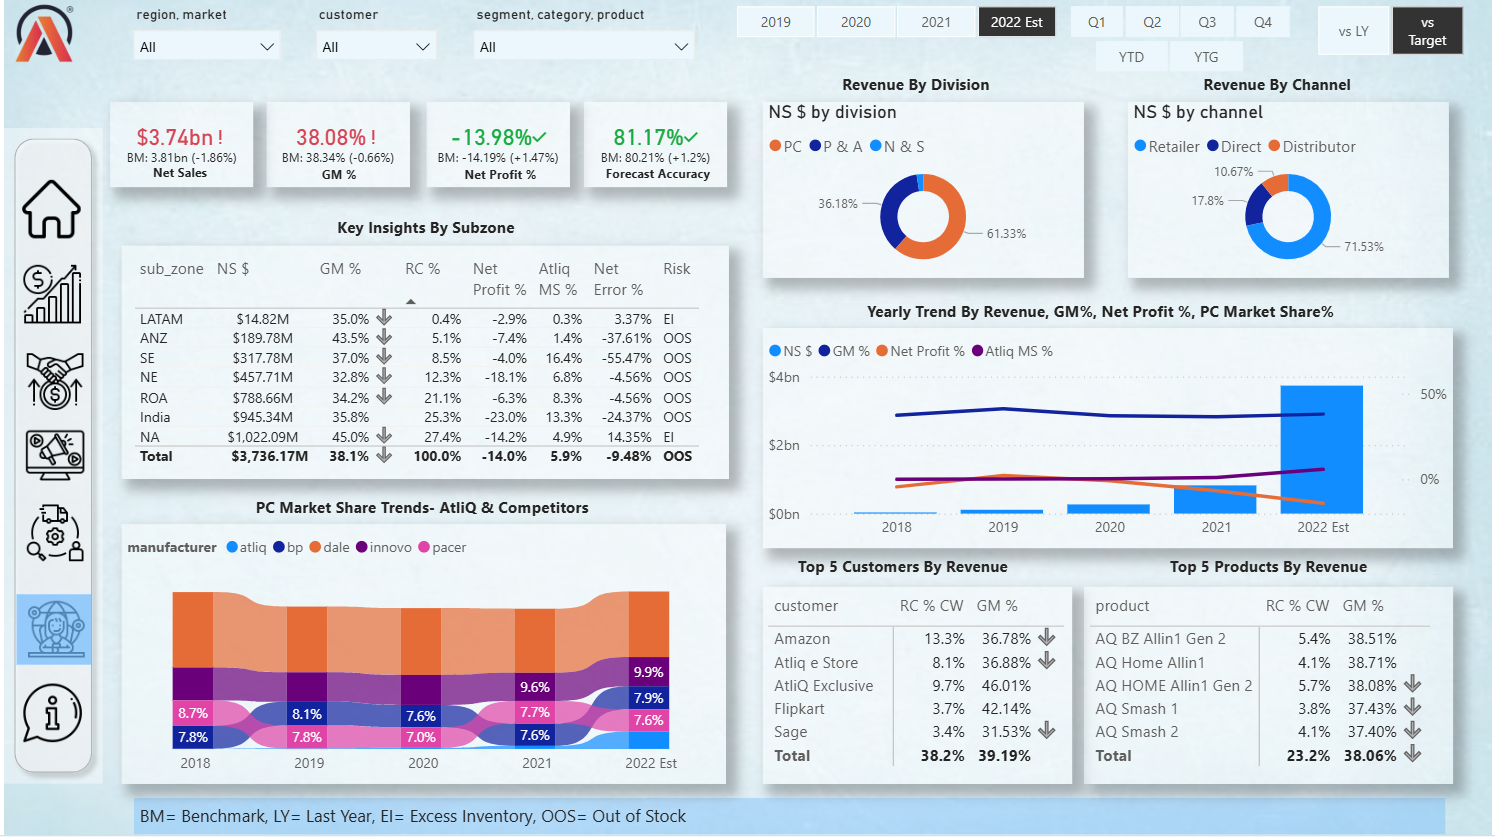 region, market
customer
segment, category, product
All
All
All
2019
2020
2021
2022 Est
Q1
Q2
Q3
Q4
YTD
YTG
vs LY
vs
Target
$3.74bn !
BM: 3.81bn (-1.86%)
Net Sales
38.08% !
BM: 38.34% (-0.66%)
GM %
-13.98%✓
BM: -14.19% (+1.47%)
Net Profit %
81.17%✓
BM: 80.21% (+1.2%)
Forecast Accuracy
Revenue By Division
NS $ by division
PC P & A N & S
36.18%
61.33%
Revenue By Channel
NS $ by channel
Retailer Direct Distributor
10.67%
17.8%
71.53%
Key Insights By Subzone
sub_zone NS $ GM % RC % Net Profit % Atliq MS % Net Error % Risk
LATAM $14.82M 35.0% 0.4% -2.9% 0.3% 3.37% EI
ANZ $189.78M 43.5% 5.1% -7.4% 1.4% -37.61% OOS
SE $317.78M 37.0% 8.5% -4.0% 16.4% -55.47% OOS
NE $457.71M 32.8% 12.3% -18.1% 6.8% -4.56% OOS
ROA $788.66M 34.2% 21.1% -6.3% 8.3% -4.56% OOS
India $945.34M 35.8% 25.3% -23.0% 13.3% -24.37% OOS
NA $1,022.09M 45.0% 27.4% -14.2% 4.9% 14.35% EI
Total $3,736.17M 38.1% 100.0% -14.0% 5.9% -9.48% OOS
Yearly Trend By Revenue, GM%, Net Profit %, PC Market Share%
NS $ GM % Net Profit % Atliq MS %
$4bn
$2bn
$0bn
50%
0%
2018 2019 2020 2021 2022 Est
PC Market Share Trends- AtliQ & Competitors
manufacturer atliq bp dale innovo pacer
8.7%
7.8%
8.1%
7.8%
7.6%
7.0%
9.6%
7.7%
7.6%
9.9%
7.9%
7.6%
2018 2019 2020 2021 2022 Est
Top 5 Customers By Revenue
customer RC % CW GM %
Amazon 13.3% 36.78%
Atliq e Store 8.1% 36.88%
AtliQ Exclusive 9.7% 46.01%
Flipkart 3.7% 42.14%
Sage 3.4% 31.53%
Total 38.2% 39.19%
Top 5 Products By Revenue
product RC % CW GM %
AQ BZ Allin1 Gen 2 5.4% 38.51%
AQ Home Allin1 4.1% 38.71%
AQ HOME Allin1 Gen 2 5.7% 38.08%
AQ Smash 1 3.8% 37.43%
AQ Smash 2 4.1% 37.40%
Total 23.2% 38.06%
BM= Benchmark, LY= Last Year, EI= Excess Inventory, OOS= Out of Stock